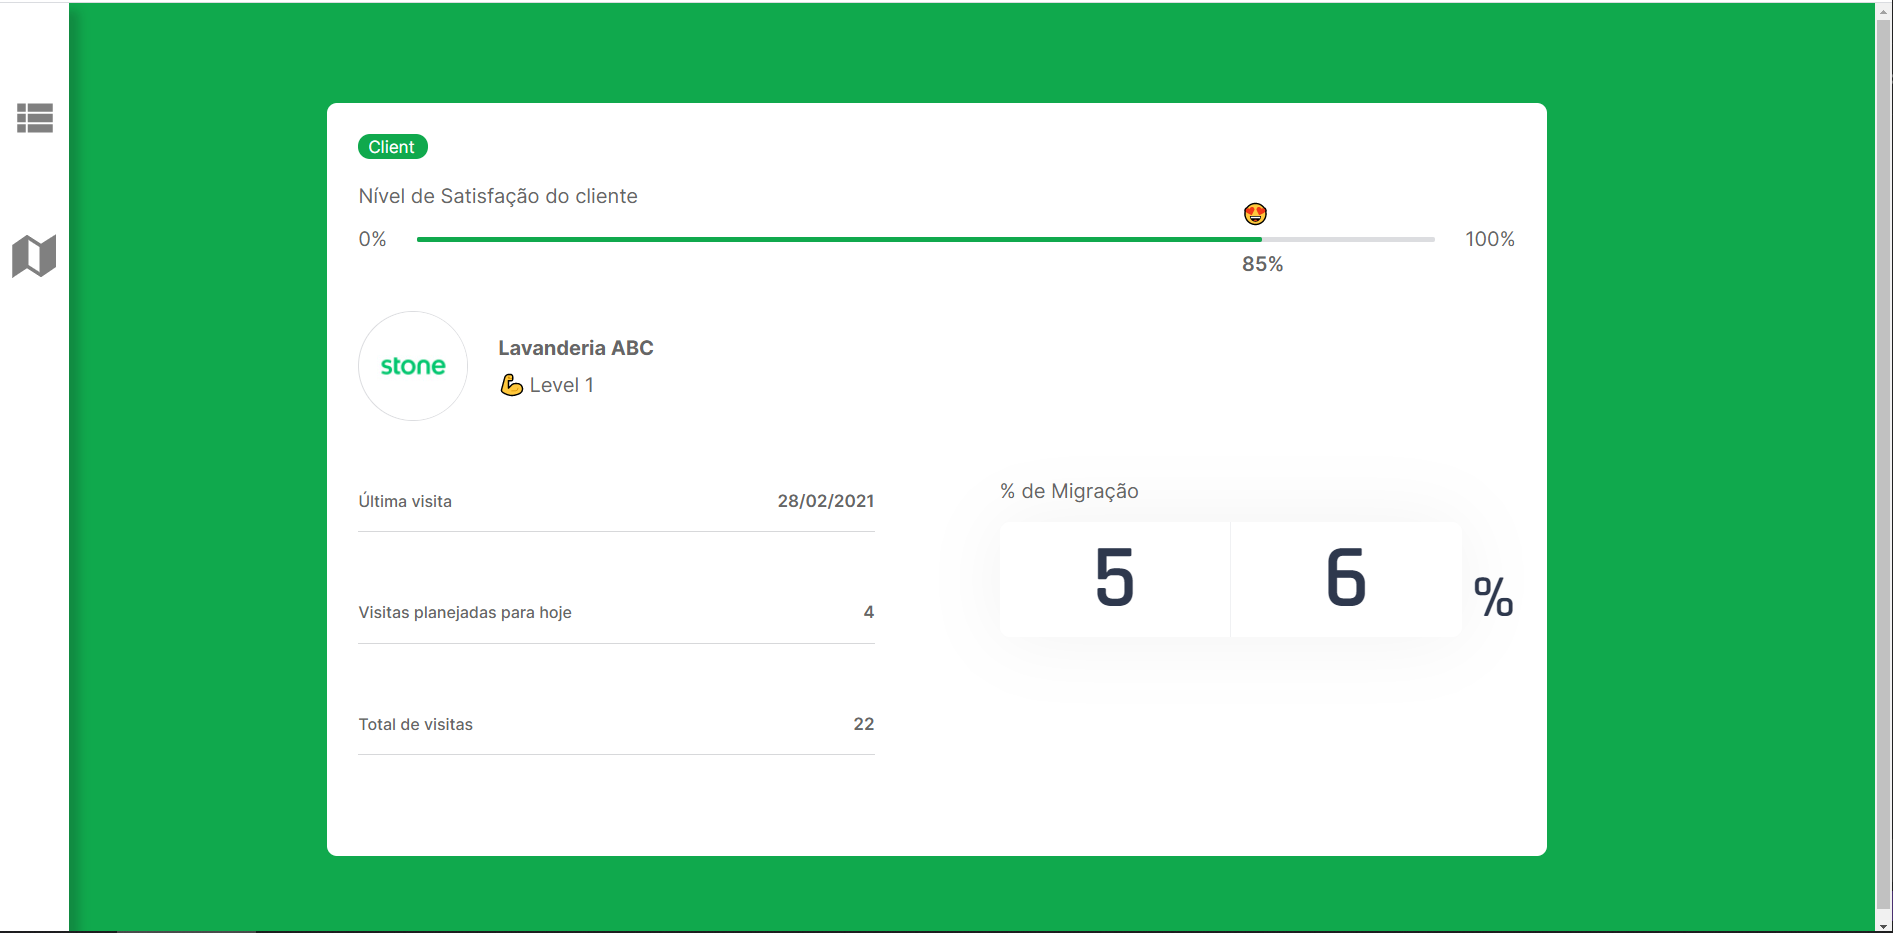 Client
Nível de Satisfação do cliente
0%
100%
85%
stone
Lavanderia ABC
💪 Level 1
Última visita 28/02/2021
Visitas planejadas para hoje 4
Total de visitas 22
% de Migração
5 6 %